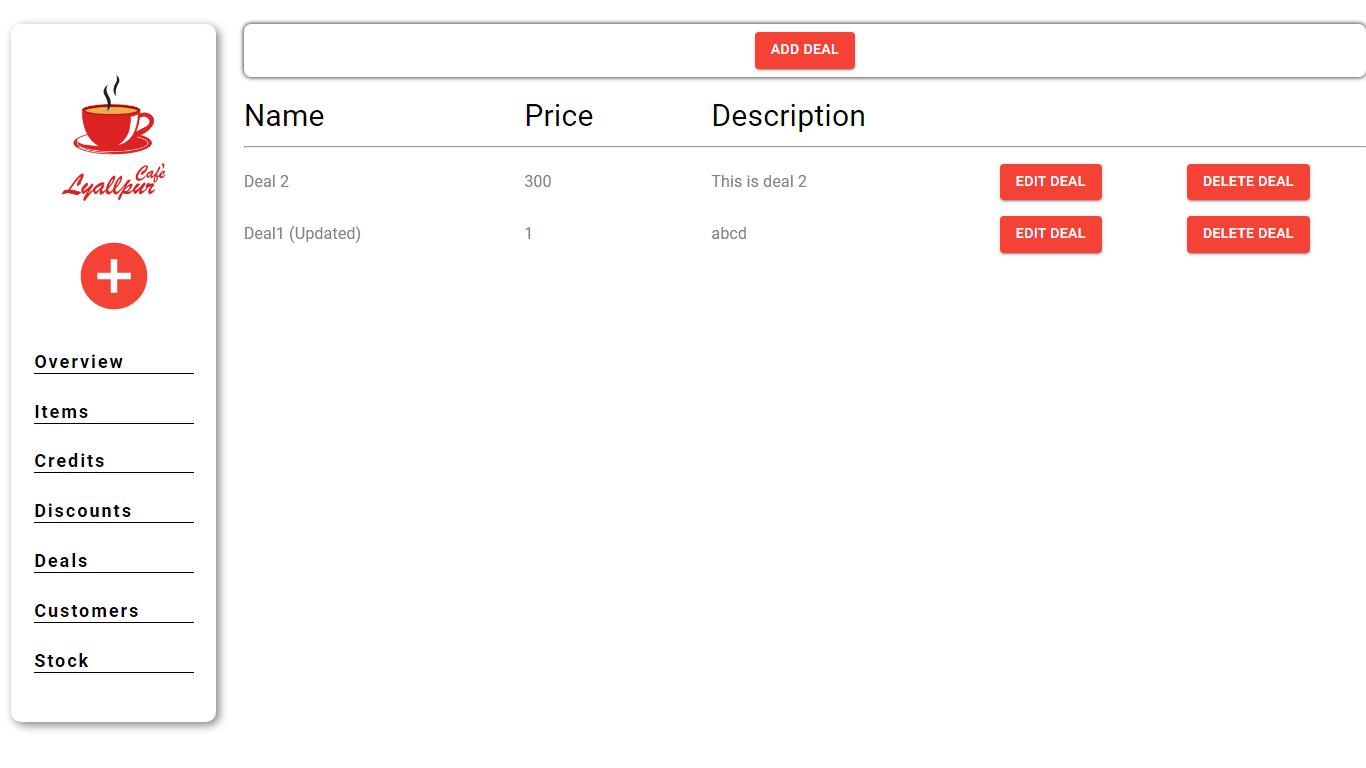 Cafe
Lyallpur
Overview
Items
Credits
Discounts
Deals
Customers
Stock
ADD DEAL
Name Price Description
Deal 2 300 This is deal 2 EDIT DEAL DELETE DEAL
Deal1 (Updated) 1 abcd EDIT DEAL DELETE DEAL